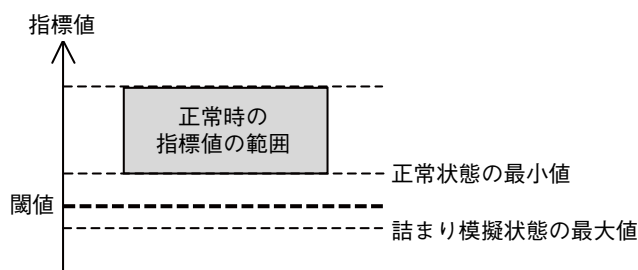 指標値
正常時の
指標値の範囲
正常状態の最小値
閾値
詰まり模擬状態の最大値